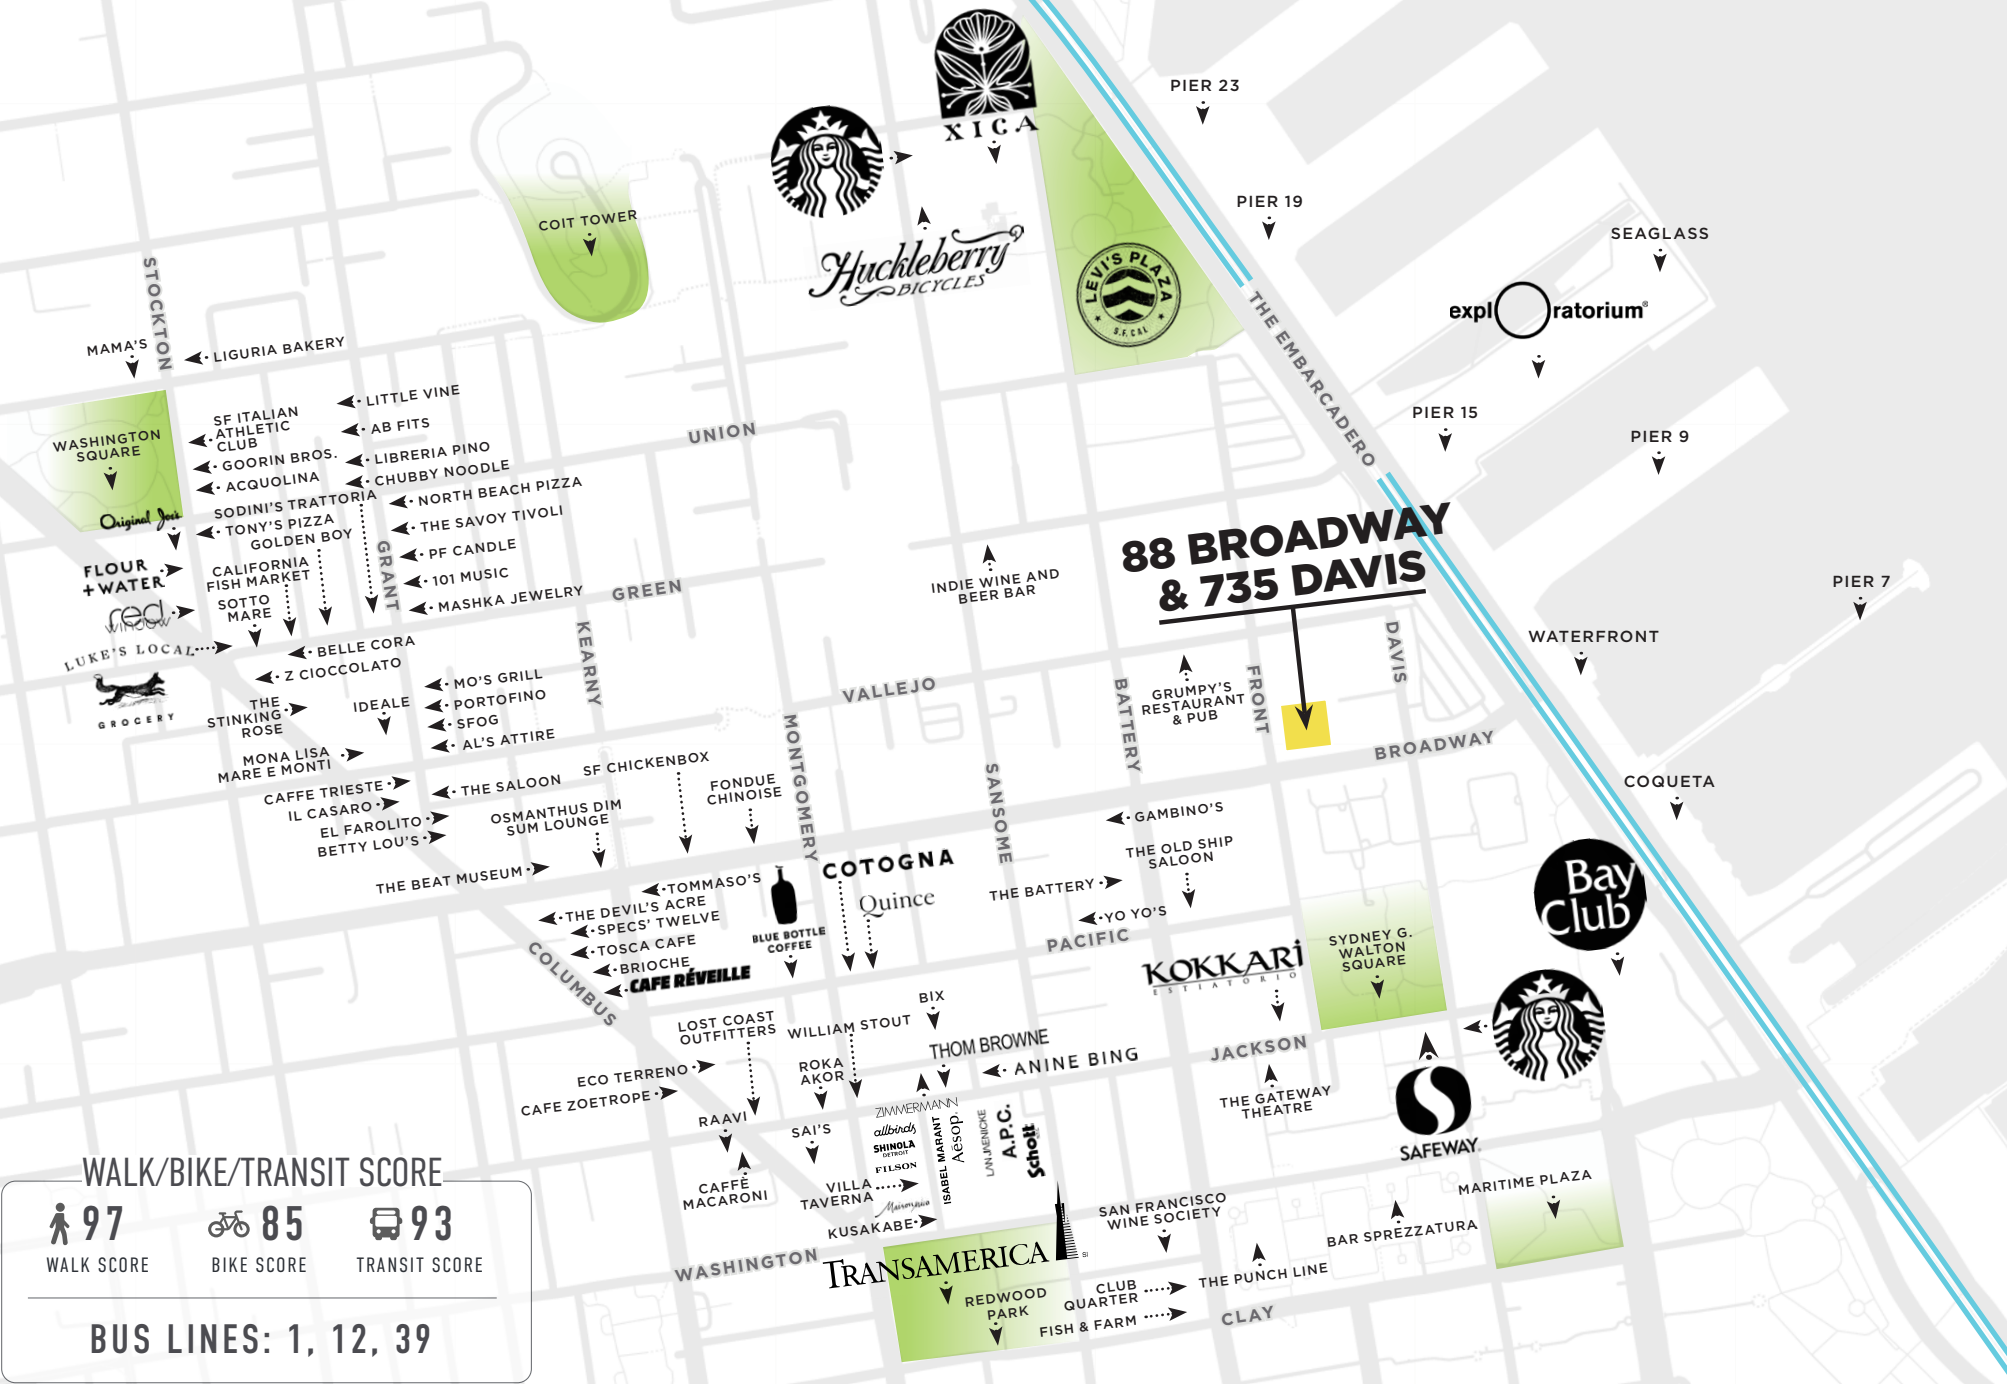 XICA
PIER 23
PIER 19
COIT TOWER
Huckleberry
BICYCLES
LEVI'S PLAZA
S.F. CAL
SEAGLASS
expl ratorium®
STOCKTON
THE EMBARCADERO
MAMA'S
LIGURIA BAKERY
LITTLE VINE
AB FITS
SF ITALIAN
ATHLETIC
CLUB
WASHINGTON
SQUARE
GOORIN BROS.
LIBRERIA PINO
ACQUOLINA
CHUBBY NOODLE
SODINI'S TRATTORIA
NORTH BEACH PIZZA
Original Joe's
TONY'S PIZZA
GOLDEN BOY
THE SAVOY TIVOLI
PF CANDLE
101 MUSIC
MASHKA JEWELRY
FLOUR
+WATER
CALIFORNIA
FISH MARKET
SOTTO
MARE
GRANT
red
WINDOW
LUKE'S LOCAL
GROCERY
BELLE CORA
Z CIOCCOLATO
UNION
GREEN
KEARNY
PIER 15
PIER 9
88 BROADWAY
& 735 DAVIS
INDIE WINE AND
BEER BAR
PIER 7
WATERFRONT
DAVIS
FRONT
BATTERY
GRUMPY'S
RESTAURANT
& PUB
VALLEJO
THE
STINKING
ROSE
IDEALE
MO'S GRILL
PORTOFINO
SFOG
AL'S ATTIRE
MONA LISA
MARE E MONTI
BROADWAY
MONTGOMERY
SANSOME
COQUETA
CAFFE TRIESTE
IL CASARO
EL FAROLITO
BETTY LOU'S
THE SALOON
SF CHICKENBOX
OSMANTHUS DIM
SUM LOUNGE
FONDUE
CHINOISE
GAMBINO'S
THE OLD SHIP
SALOON
THE BATTERY
YO YO'S
PACIFIC
THE BEAT MUSEUM
TOMMASO'S
THE DEVIL'S ACRE
SPECS' TWELVE
TOSCA CAFE
BRIOCHE
CAFE RÉVEILLE
COLUMBUS
BLUE BOTTLE
COFFEE
COTOGNA
Quince
KOKKARI
ESTIATORIO
SYDNEY G.
WALTON
SQUARE
Bay
Club
LOST COAST
OUTFITTERS
WILLIAM STOUT
BIX
THOM BROWNE
ANINE BING
JACKSON
ECO TERRENO
CAFE ZOETROPE
ROKA
AKOR
RAAVI
SAI'S
CAFFÈ
MACARONI
ZIMMERMANN
allbirds
SHINOLA
DETROIT
FILSON
ISABEL MARANT
Aēsop.
LAN JAENICKE
A.P.C.
Schott
NYC
VILLA
TAVERNA
KUSAKABE
THE GATEWAY
THEATRE
SAFEWAY
MARITIME PLAZA
SAN FRANCISCO
WINE SOCIETY
BAR SPREZZATURA
WASHINGTON
TRANSAMERICA
REDWOOD
PARK
CLUB
QUARTER
FISH & FARM
THE PUNCH LINE
CLAY
WALK/BIKE/TRANSIT SCORE
97
85
93
WALK SCORE
BIKE SCORE
TRANSIT SCORE
BUS LINES: 1, 12, 39